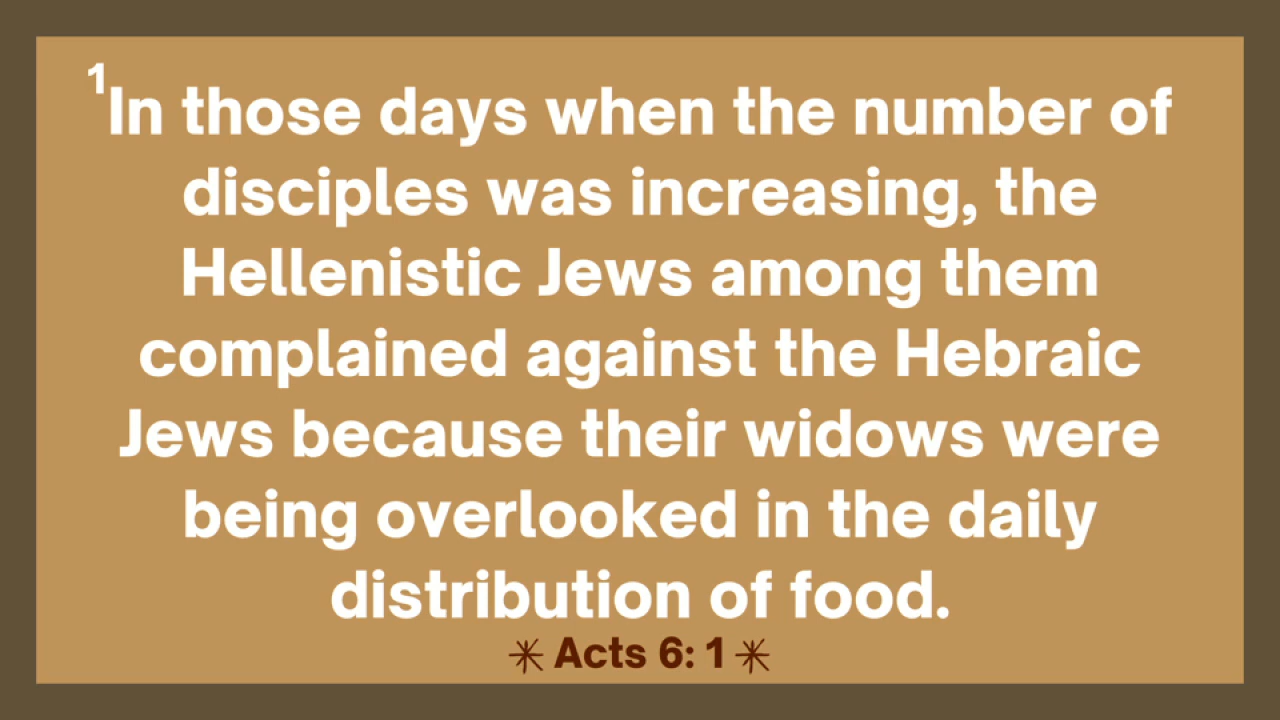 1In those days when the number of
disciples was increasing, the
Hellenistic Jews among them
complained against the Hebraic
Jews because their widows were
being overlooked in the daily
distribution of food.
Acts 6: 1